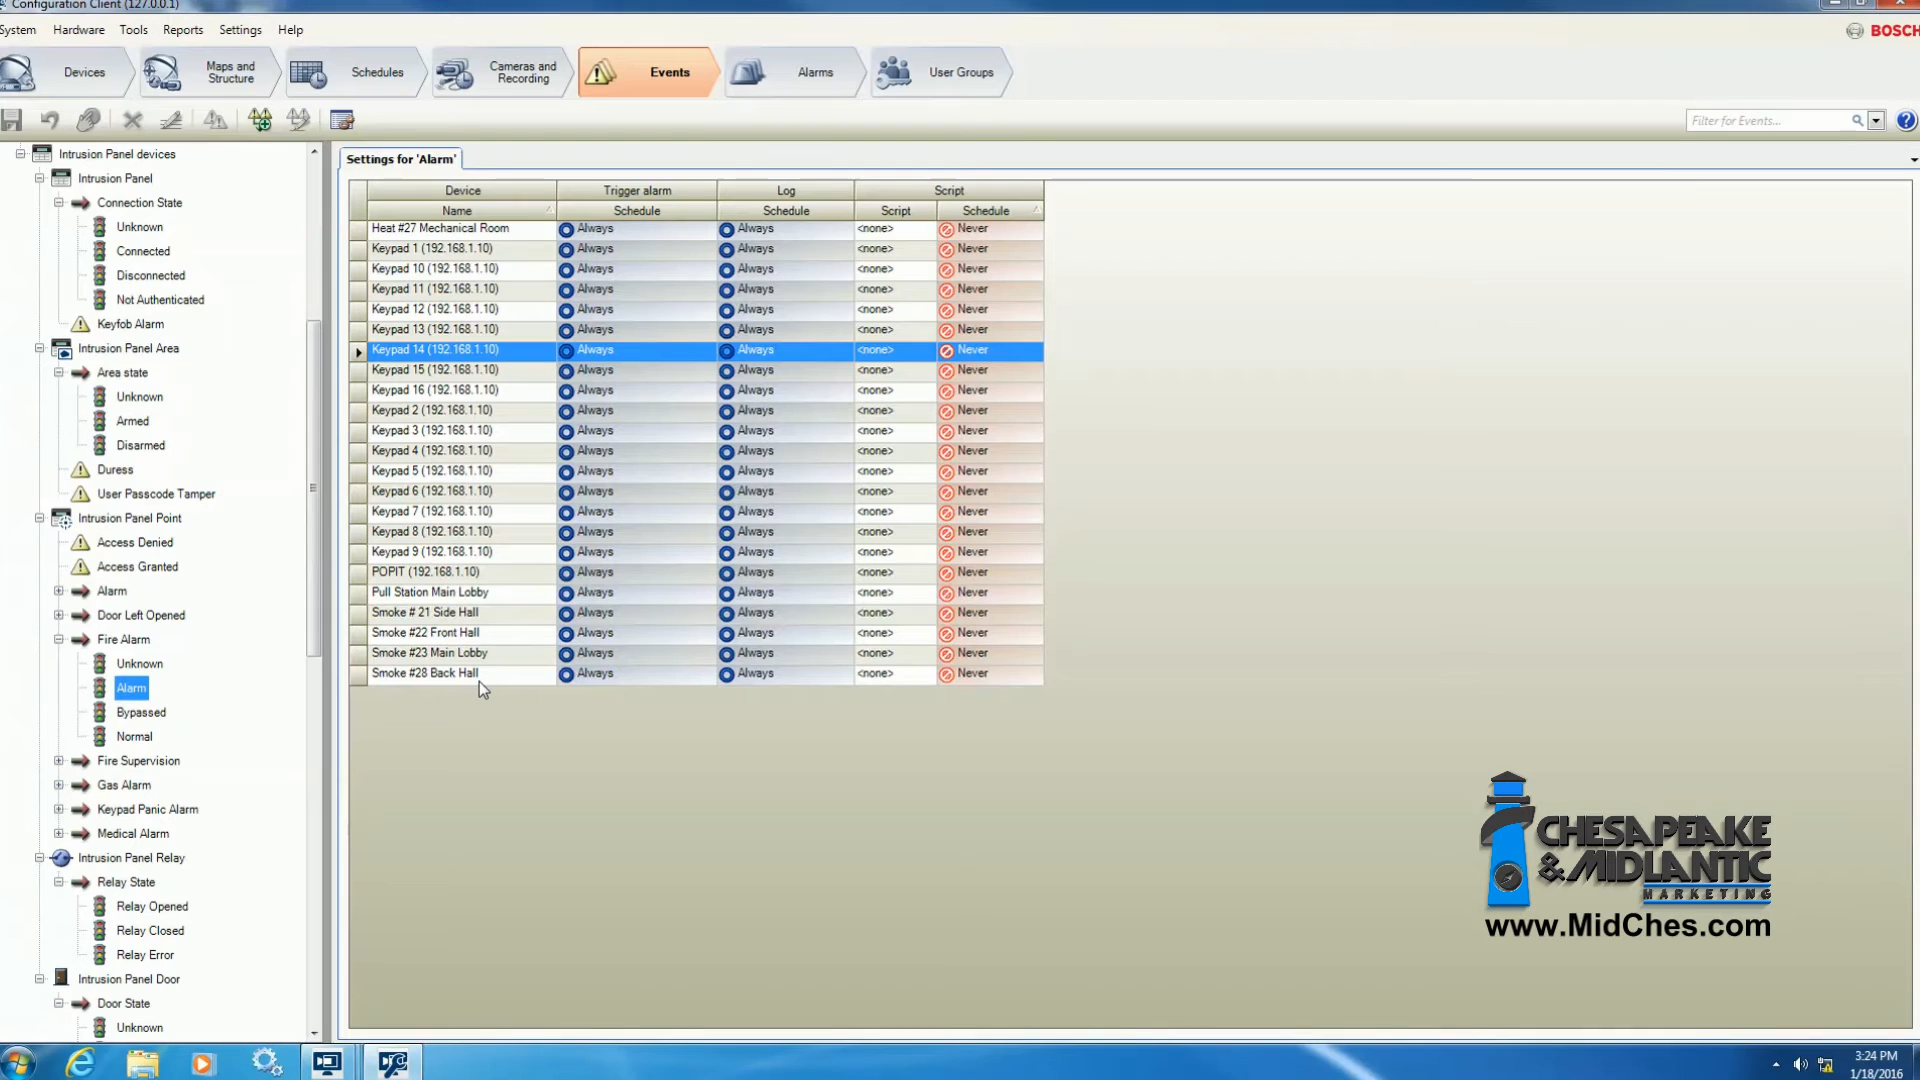 Configuration Client (127.0.0.1)
System Hardware Tools Reports Settings Help
BOSCH
Devices
Maps and Structure
Schedules
Cameras and Recording
Events
Alarms
User Groups
Filter for Events...
Intrusion Panel devices
Intrusion Panel
Connection State
Unknown
Connected
Disconnected
Not Authenticated
Keyfob Alarm
Intrusion Panel Area
Area state
Unknown
Armed
Disarmed
Duress
User Passcode Tamper
Intrusion Panel Point
Access Denied
Access Granted
Alarm
Door Left Opened
Fire Alarm
Unknown
Alarm
Bypassed
Normal
Fire Supervision
Gas Alarm
Keypad Panic Alarm
Medical Alarm
Intrusion Panel Relay
Relay State
Relay Opened
Relay Closed
Relay Error
Intrusion Panel Door
Door State
Unknown
Settings for 'Alarm'
Device Trigger alarm Log Script
Name Schedule Schedule Script Schedule
Heat #27 Mechanical Room Always Always <none> Never
Keypad 1 (192.168.1.10) Always Always <none> Never
Keypad 10 (192.168.1.10) Always Always <none> Never
Keypad 11 (192.168.1.10) Always Always <none> Never
Keypad 12 (192.168.1.10) Always Always <none> Never
Keypad 13 (192.168.1.10) Always Always <none> Never
Keypad 14 (192.168.1.10) Always Always <none> Never
Keypad 15 (192.168.1.10) Always Always <none> Never
Keypad 16 (192.168.1.10) Always Always <none> Never
Keypad 2 (192.168.1.10) Always Always <none> Never
Keypad 3 (192.168.1.10) Always Always <none> Never
Keypad 4 (192.168.1.10) Always Always <none> Never
Keypad 5 (192.168.1.10) Always Always <none> Never
Keypad 6 (192.168.1.10) Always Always <none> Never
Keypad 7 (192.168.1.10) Always Always <none> Never
Keypad 8 (192.168.1.10) Always Always <none> Never
Keypad 9 (192.168.1.10) Always Always <none> Never
POPIT (192.168.1.10) Always Always <none> Never
Pull Station Main Lobby Always Always <none> Never
Smoke # 21 Side Hall Always Always <none> Never
Smoke #22 Front Hall Always Always <none> Never
Smoke #23 Main Lobby Always Always <none> Never
Smoke #28 Back Hall Always Always <none> Never
CHESAPEAKE
& MIDLANTIC
MARKETING
www.MidChes.com
3:24 PM
1/18/2016